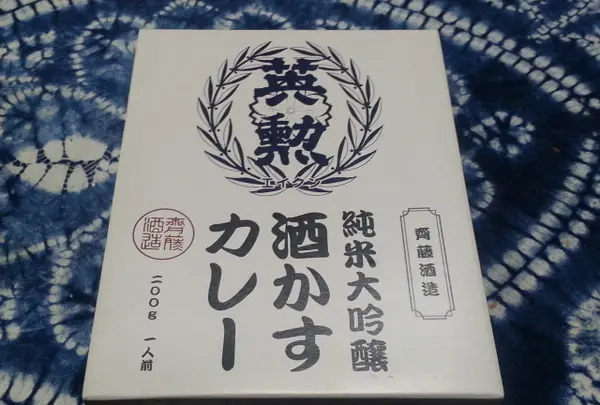 英勲
エイクン
齊藤酒造
純米大吟醸
酒かす
カレー
齊藤
酒造
二〇〇g 一人前